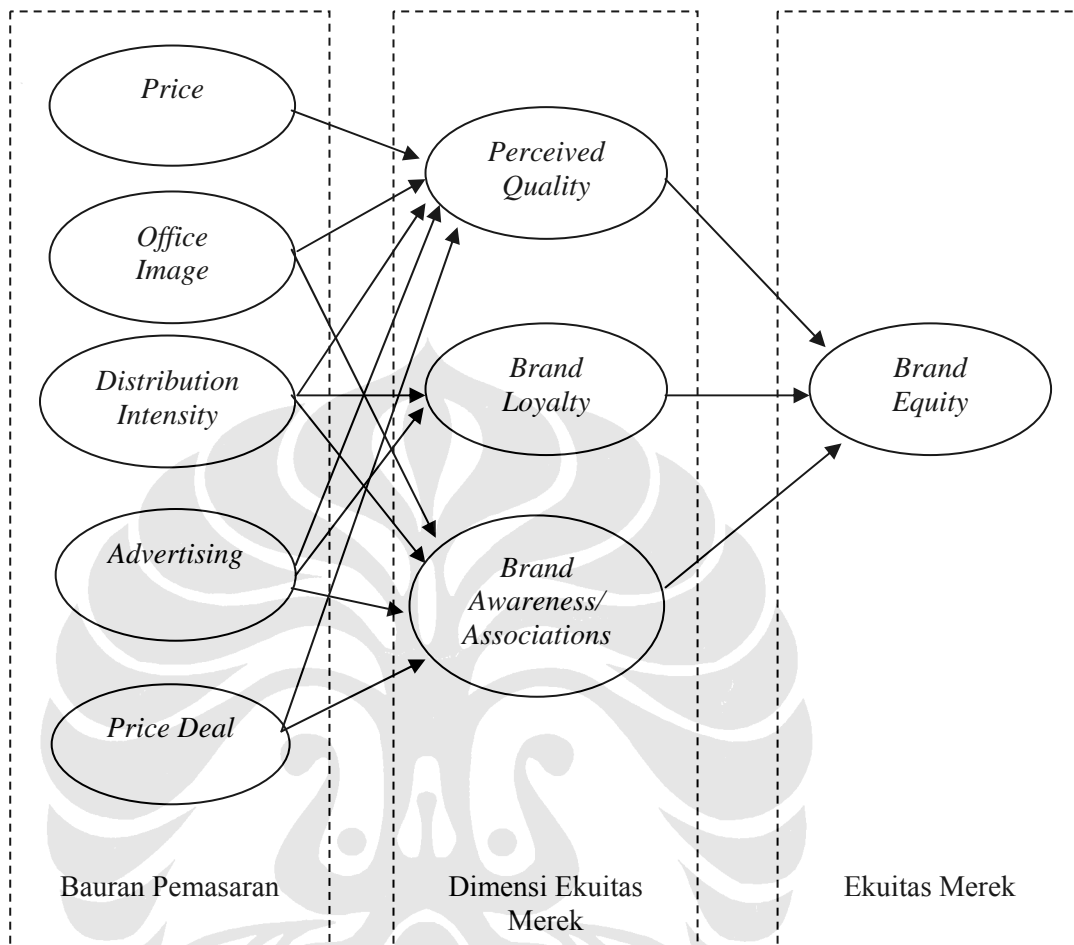 Price
Office
Image
Distribution
Intensity
Advertising
Price Deal
Bauran Pemasaran
Perceived
Quality
Brand
Loyalty
Brand
Awareness/
Associations
Dimensi Ekuitas
Merek
Brand
Equity
Ekuitas Merek